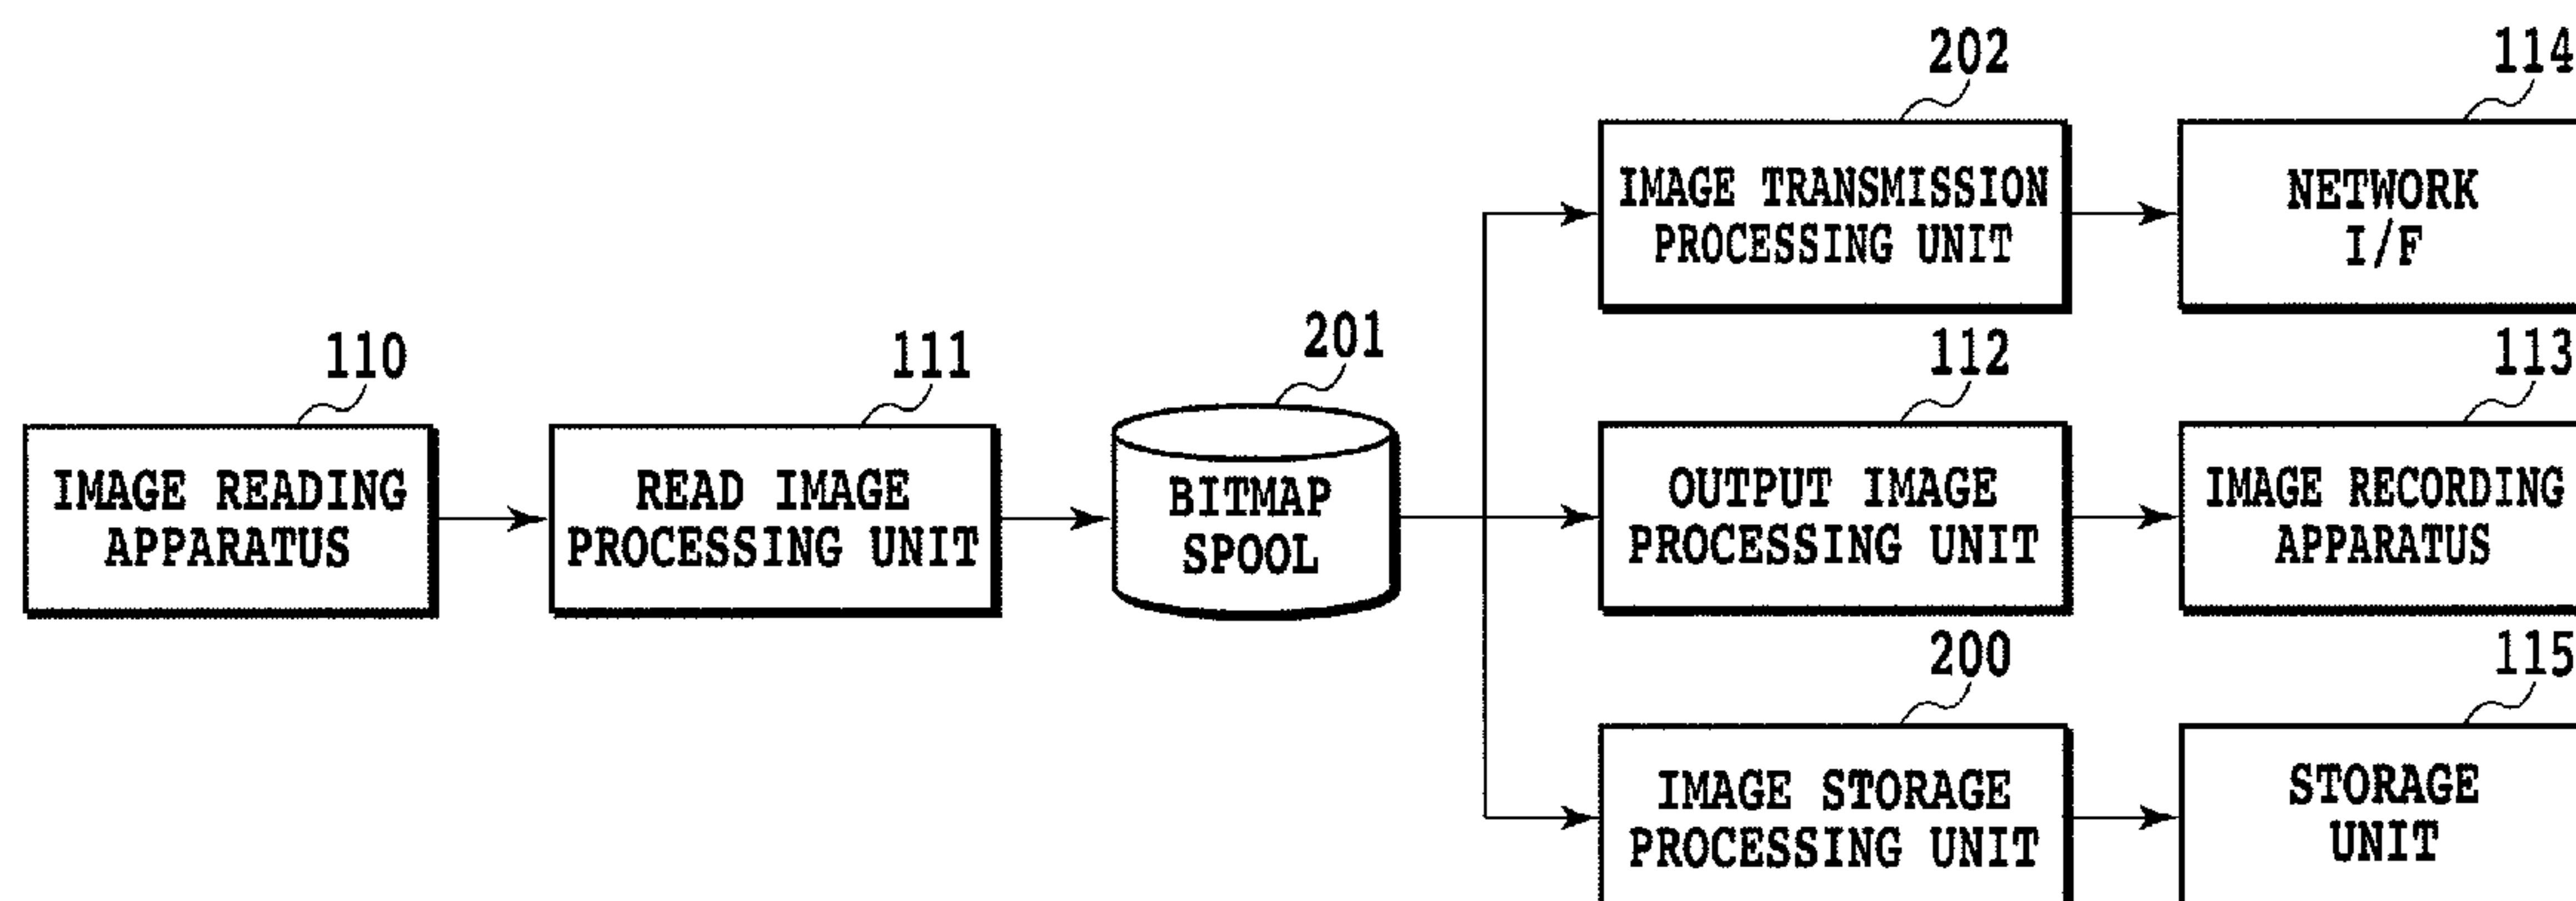 202
114
IMAGE TRANSMISSION
PROCESSING UNIT
NETWORK
I/F
110
111
201
112
113
IMAGE READING
APPARATUS
READ IMAGE
PROCESSING UNIT
BITMAP
SPOOL
OUTPUT IMAGE
PROCESSING UNIT
IMAGE RECORDING
APPARATUS
200
115
IMAGE STORAGE
PROCESSING UNIT
STORAGE
UNIT